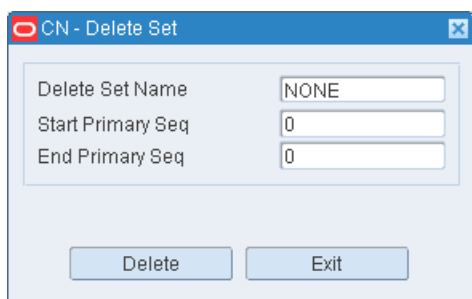 CN - Delete Set
Delete Set Name NONE
Start Primary Seq 0
End Primary Seq 0
Delete Exit